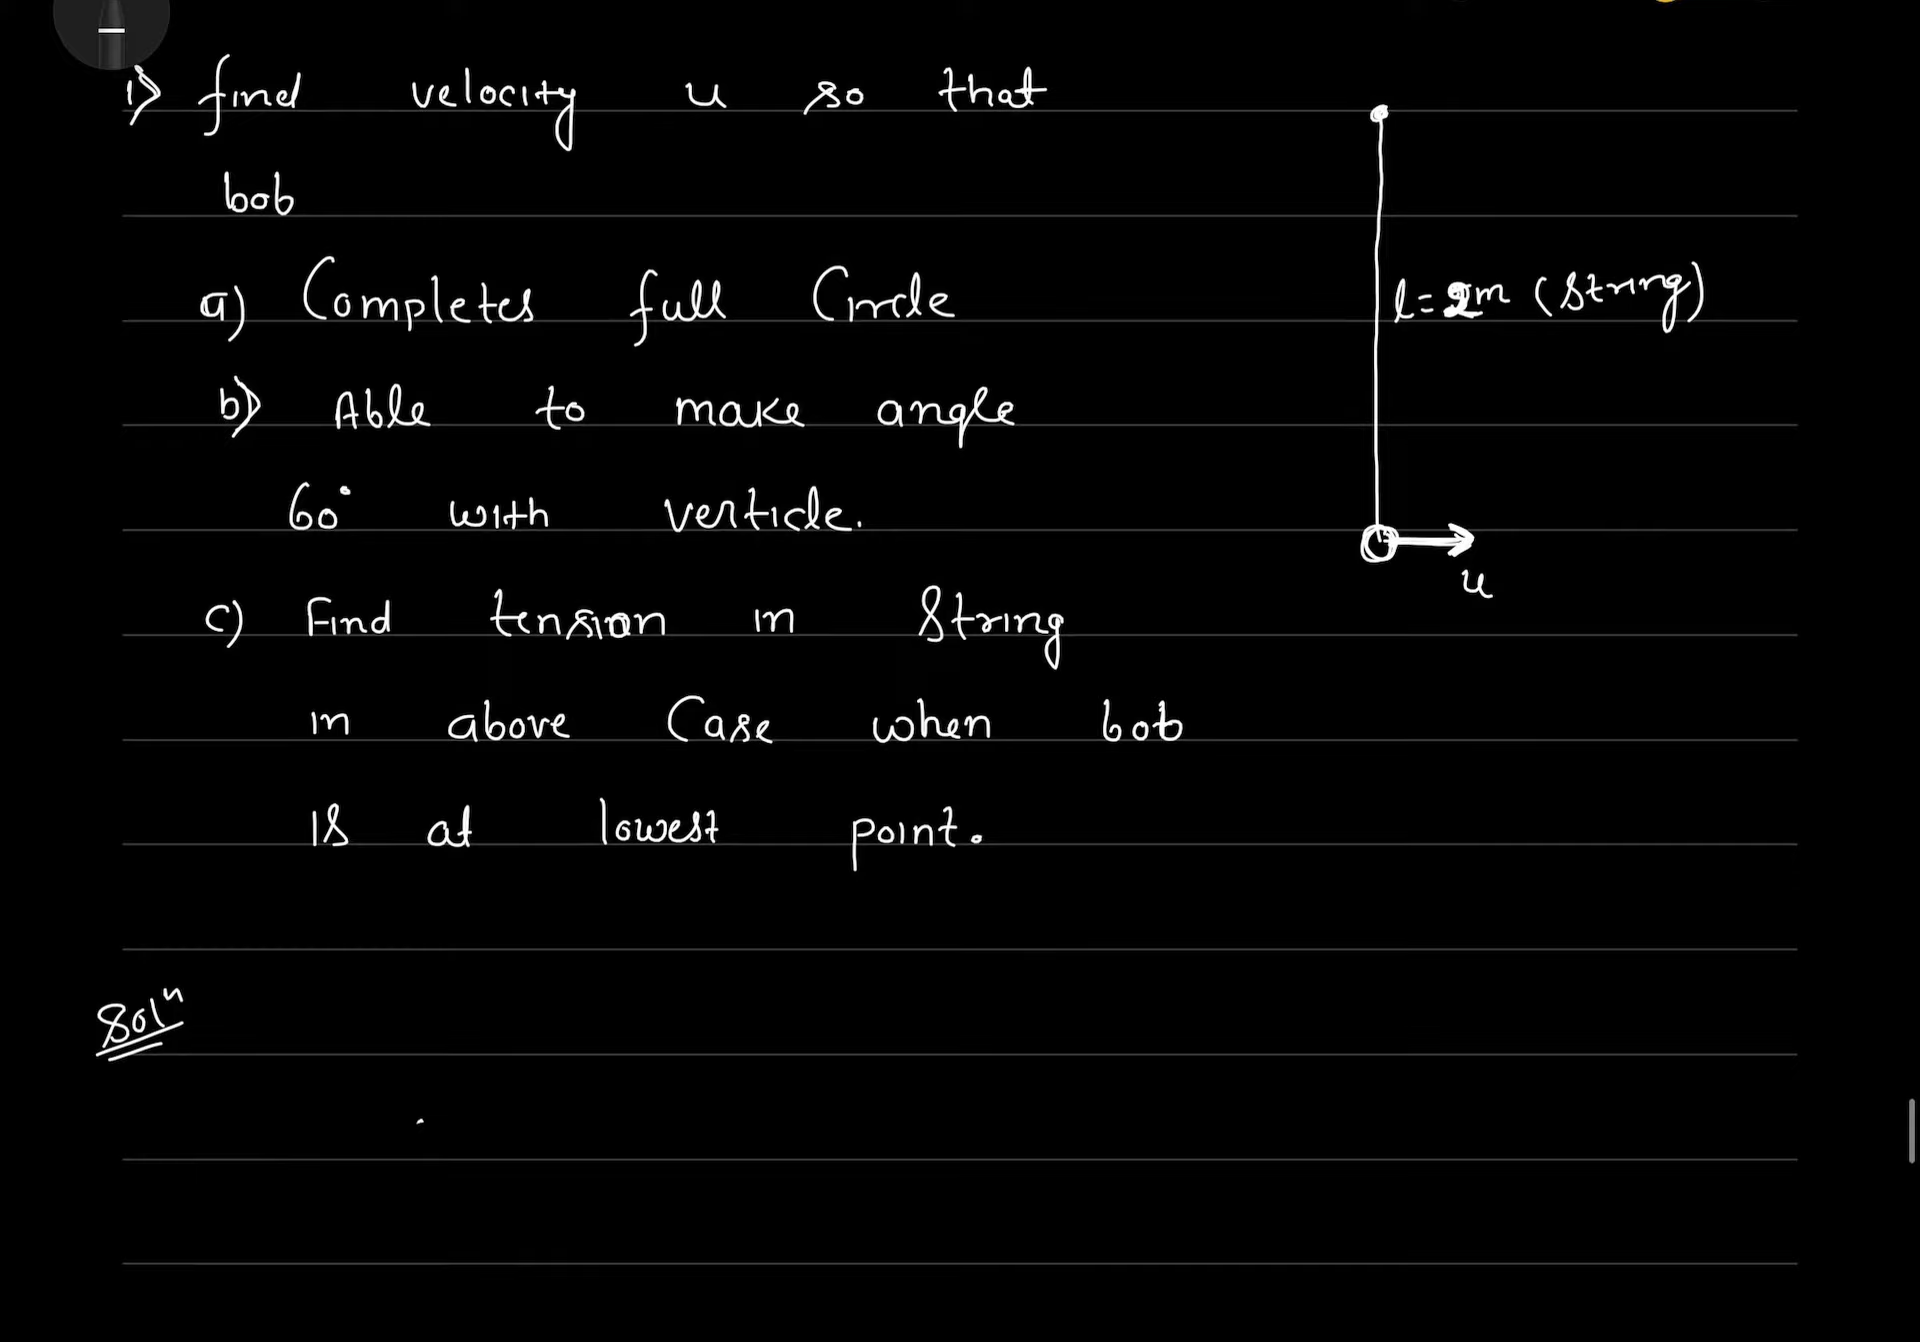 1) find velocity u so that
bob
a) Completes full Circle
l=2m (String)
b) Able to make angle
60° with verticle.
u
c) Find tension in String
in above Case when bob
is at lowest point.
Solⁿ